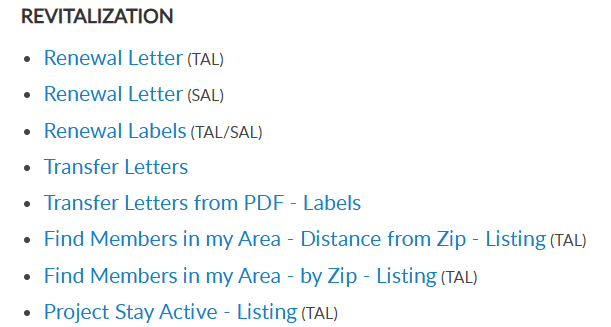 REVITALIZATION
• Renewal Letter (TAL)
• Renewal Letter (SAL)
• Renewal Labels (TAL/SAL)
• Transfer Letters
• Transfer Letters from PDF - Labels
• Find Members in my Area - Distance from Zip - Listing (TAL)
• Find Members in my Area - by Zip - Listing (TAL)
• Project Stay Active - Listing (TAL)